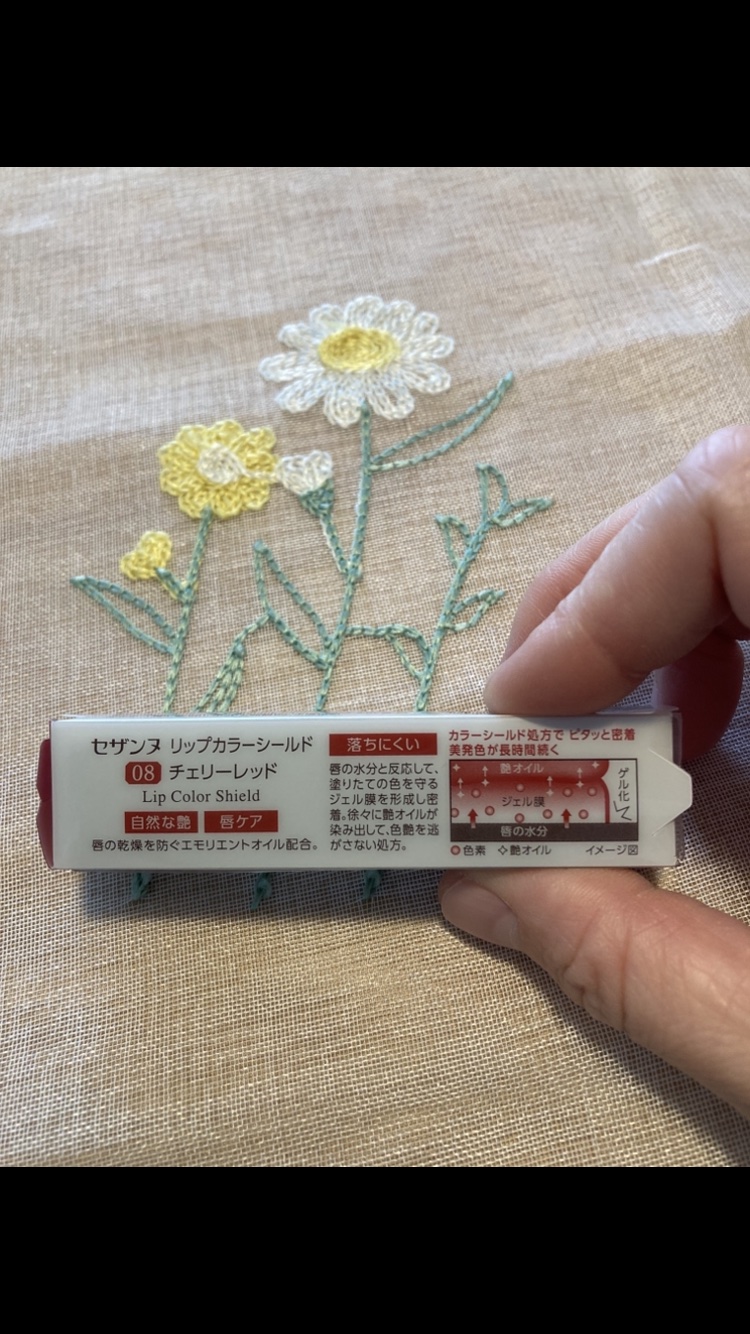 セザンヌ リップカラーシールド
08 チェリーレッド
Lip Color Shield
自然な艶 唇ケア
唇の乾燥を防ぐエモリエントオイル配合。
落ちにくい
唇の水分と反応して、
塗りたての色を守る
ジェル膜を形成し密
着。徐々に艶オイルが
染み出して、色艶を逃
がさない処方。
カラーシールド処方で ピタッと密着
美発色が長時間続く
艶オイル
ジェル膜
唇の水分
ゲル化
色素 艶オイル イメージ図